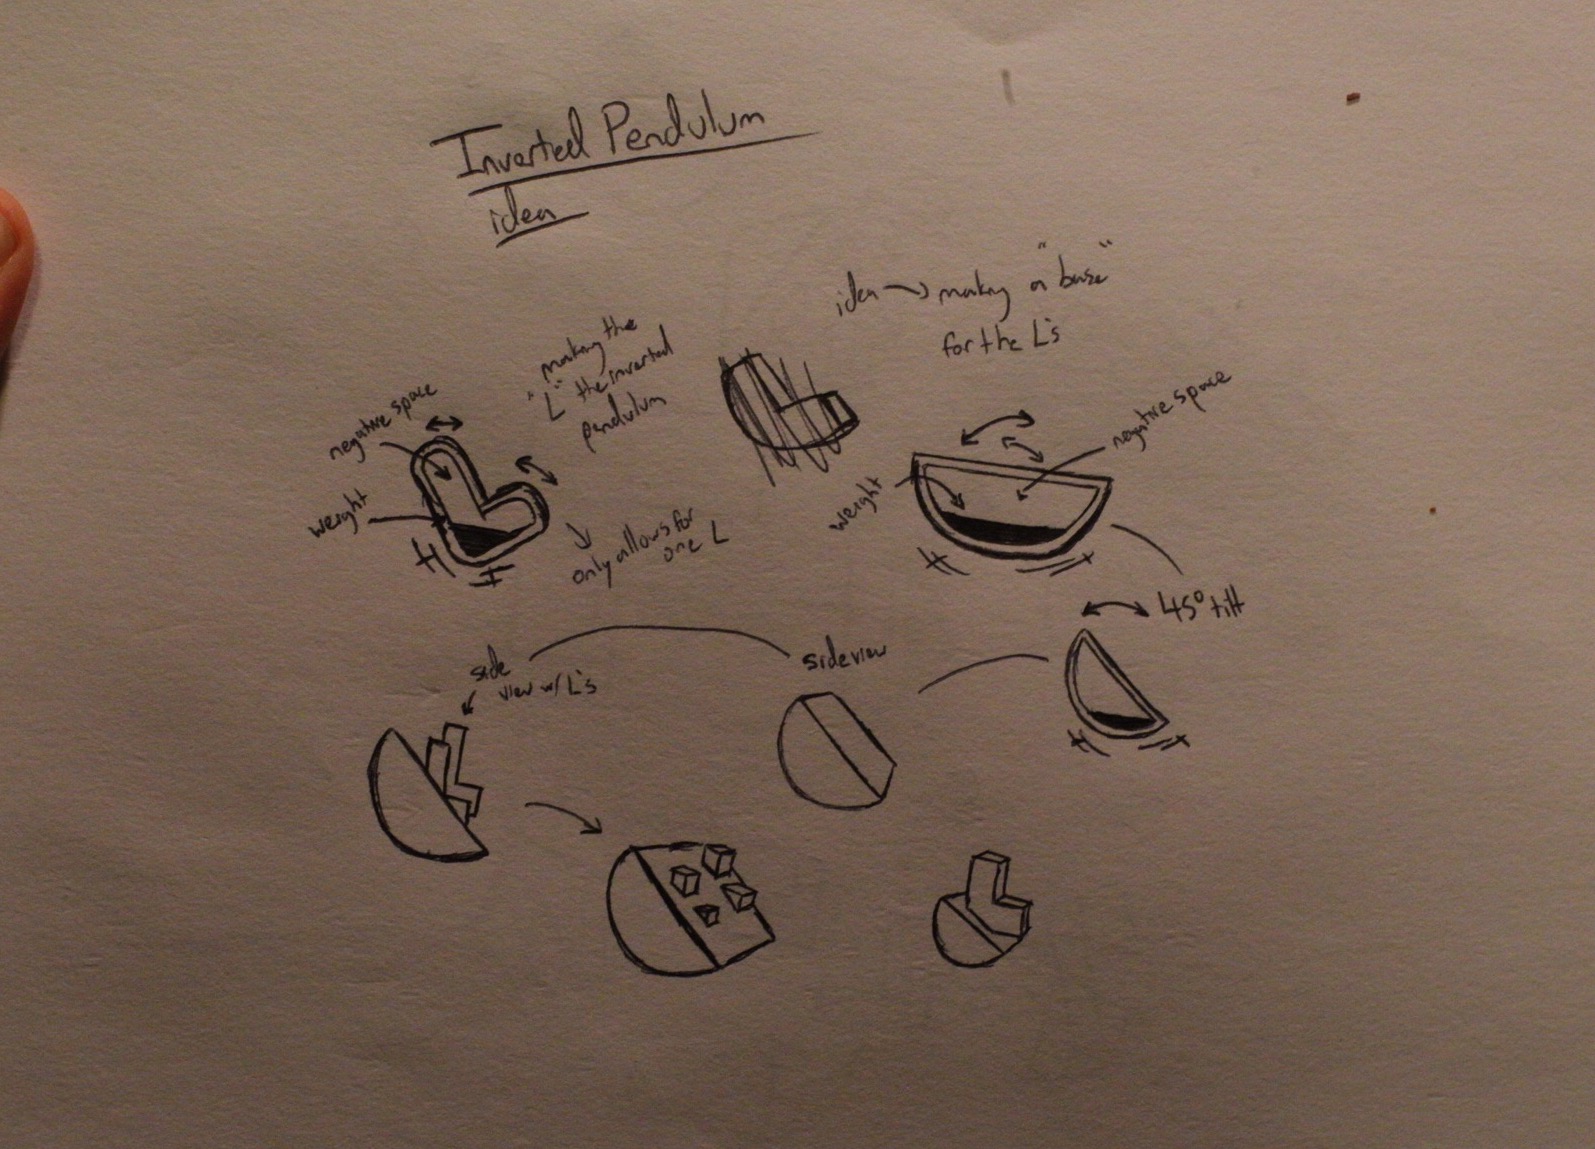 Inverted Pendulum
idea
idea → making a "base"
for the L's
making the
"L" the inverted
pendulum
negative space
weight
only allows for
one L
negative space
weight
45° tilt
side
view w/ L's
sideview